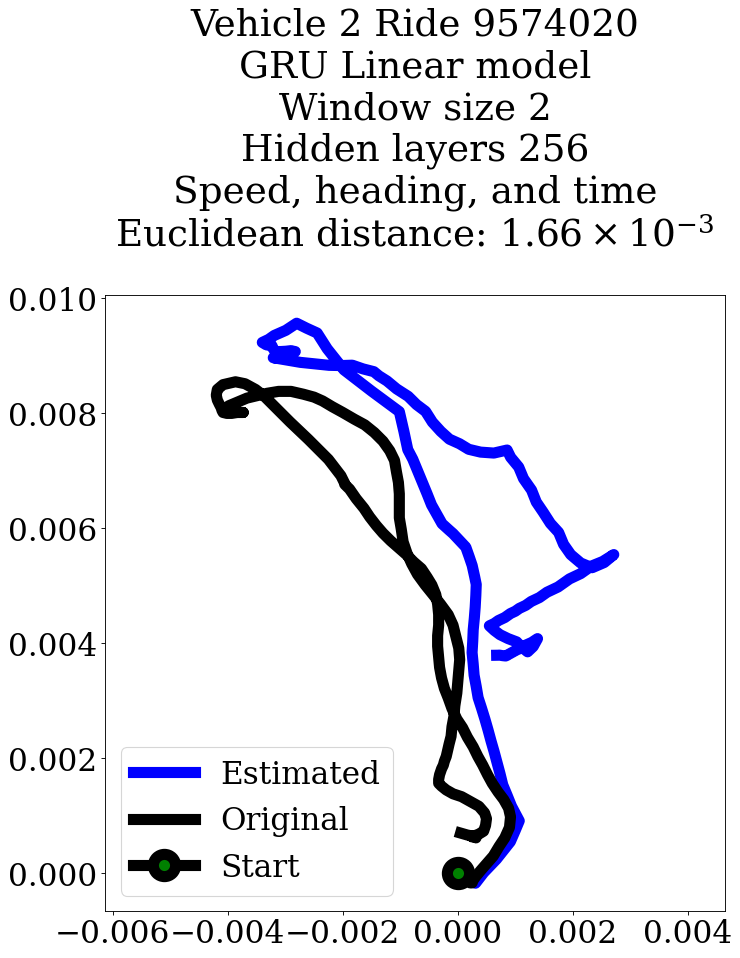 Vehicle 2 Ride 9574020
GRU Linear model
Window size 2
Hidden layers 256
Speed, heading, and time
Euclidean distance: 1.66 × 10⁻³
0.010
0.008
0.006
0.004
0.002
0.000
Estimated
Original
Start
−0.006 −0.004 −0.002 0.000 0.002 0.004